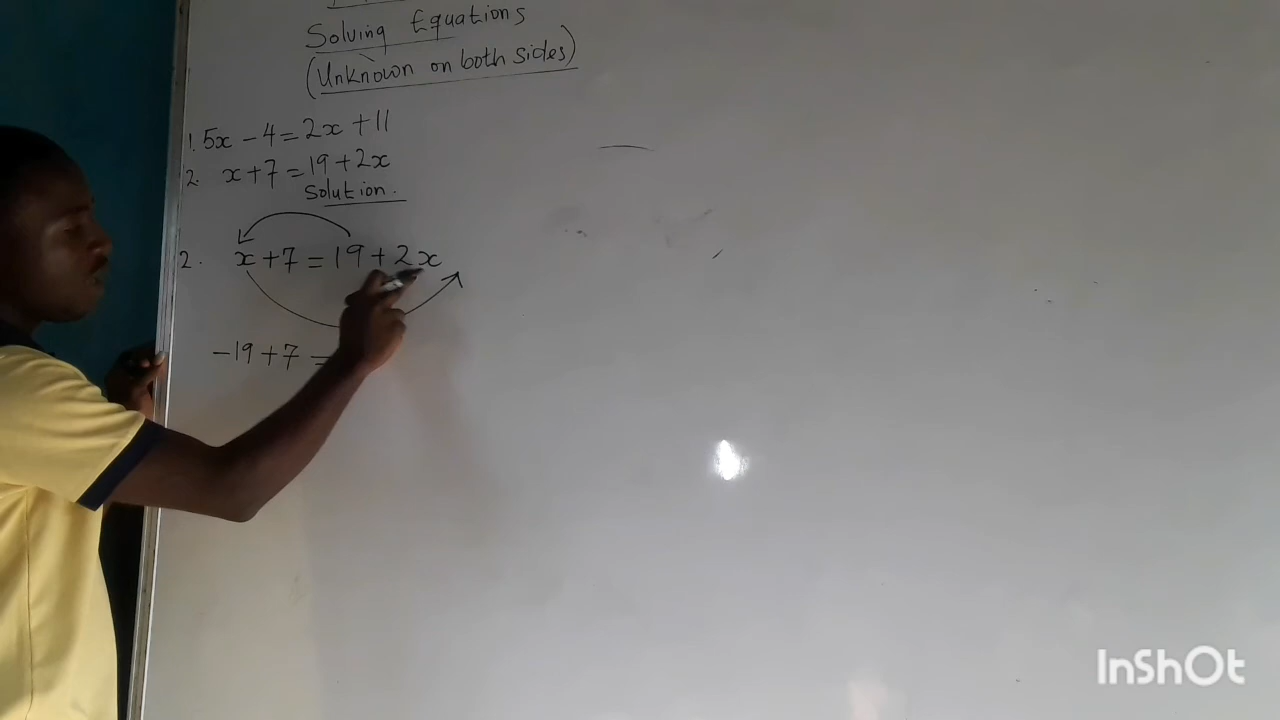 Solving Equations
(Unknown on both sides)
1. 5x - 4 = 2x + 11
2. x + 7 = 19 + 2x
Solution.
2. x + 7 = 19 + 2x
-19 + 7 =
InShOt